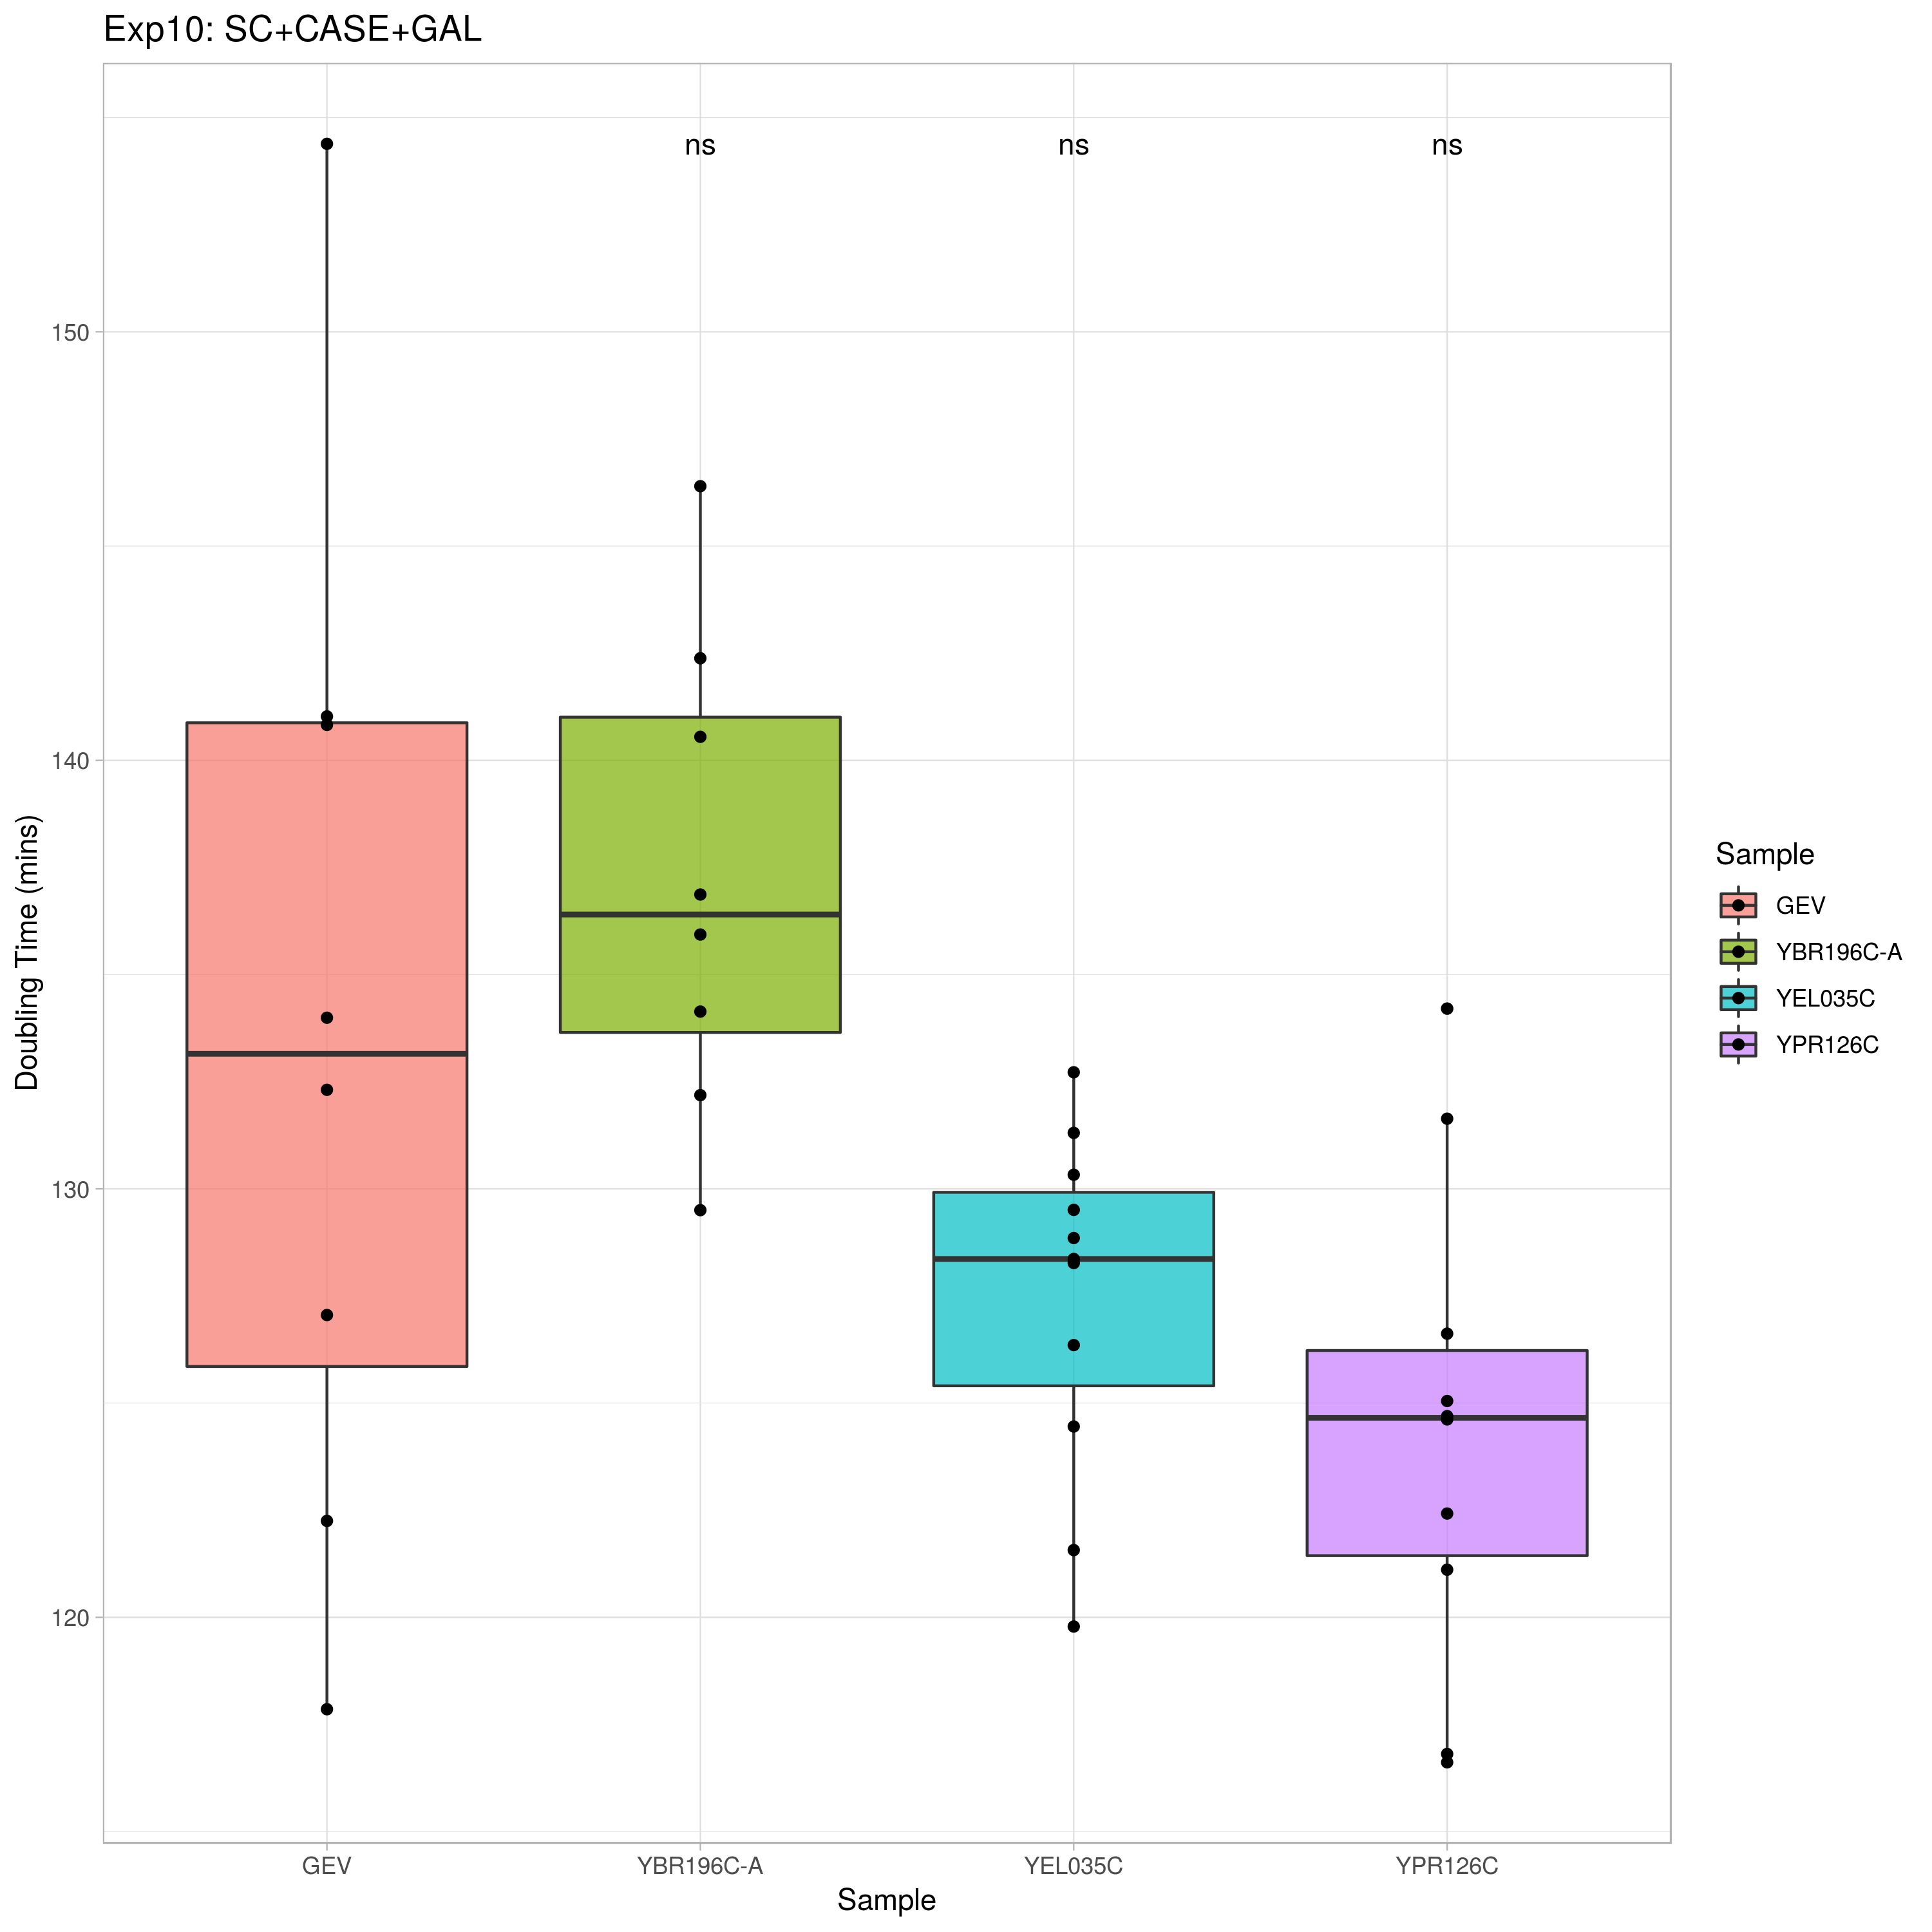 Exp10: SC+CASE+GAL
ns ns ns
150
140
130
120
Doubling Time (mins)
GEV YBR196C-A YEL035C YPR126C
Sample
Sample
GEV
YBR196C-A
YEL035C
YPR126C